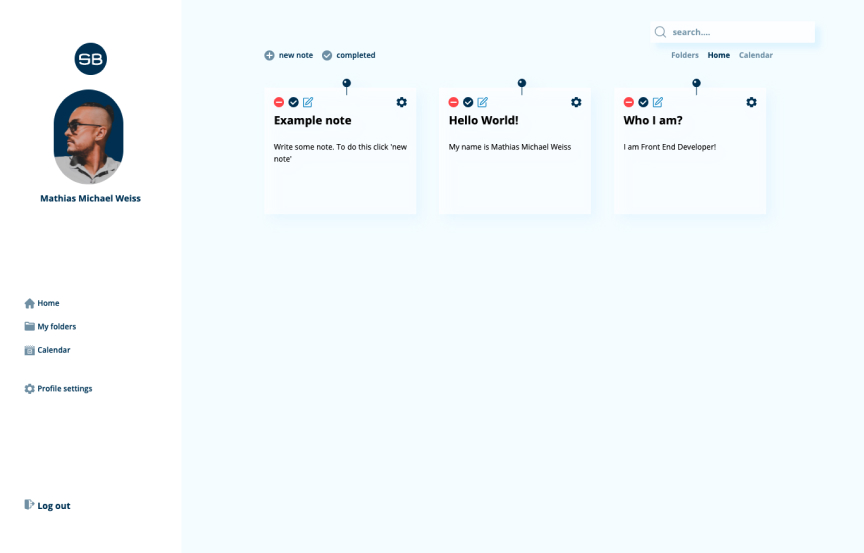 SB
Mathias Michael Weiss
Home
My folders
Calendar
Profile settings
Log out
search....
new note completed
Folders Home Calendar
Example note
Write some note. To do this click 'new
note'
Hello World!
My name is Mathias Michael Weiss
Who I am?
I am Front End Developer!